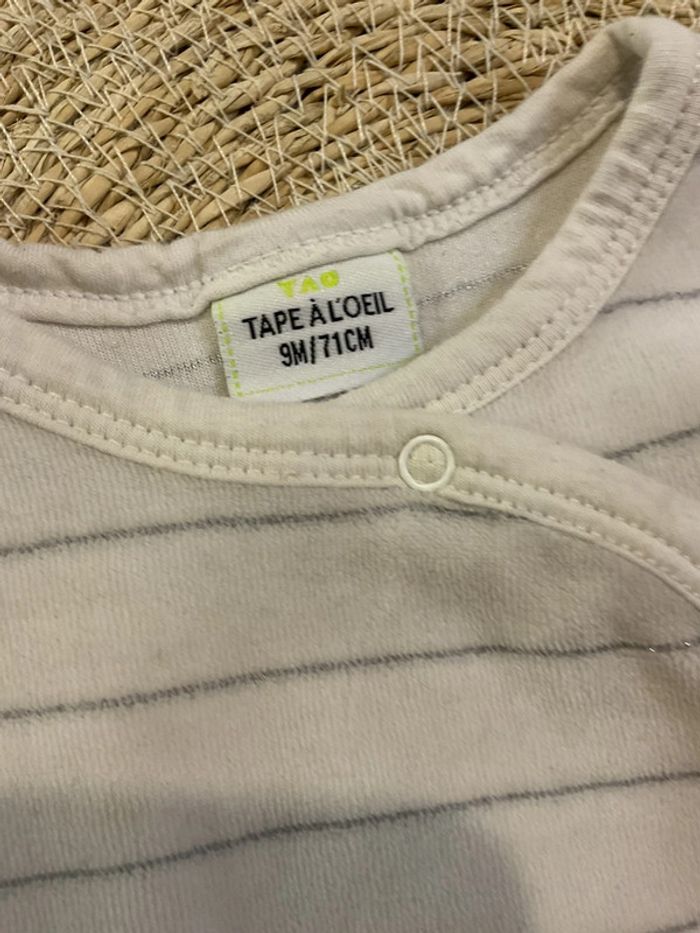 TAO
TAPE À L'OEIL
9M/71CM